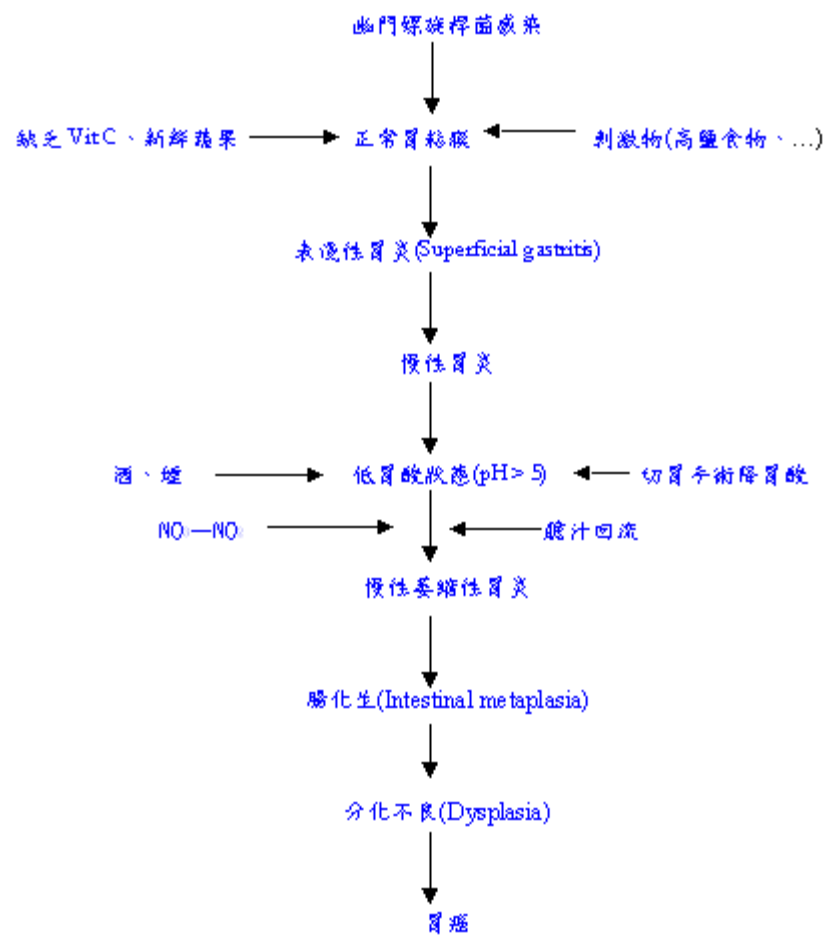 幽門螺旋桿菌感染
缺乏 Vit C、新鮮蔬果 正常胃粘膜 刺激物(高鹽食物、...)
表淺性胃炎(Superficial gastritis)
慢性胃炎
酒、煙 低胃酸狀態(pH > 5) 切胃手術降胃酸
NO₃—NO₂ 膽汁回流
慢性萎縮性胃炎
腸化生(Intestinal metaplasia)
分化不良(Dysplasia)
胃癌